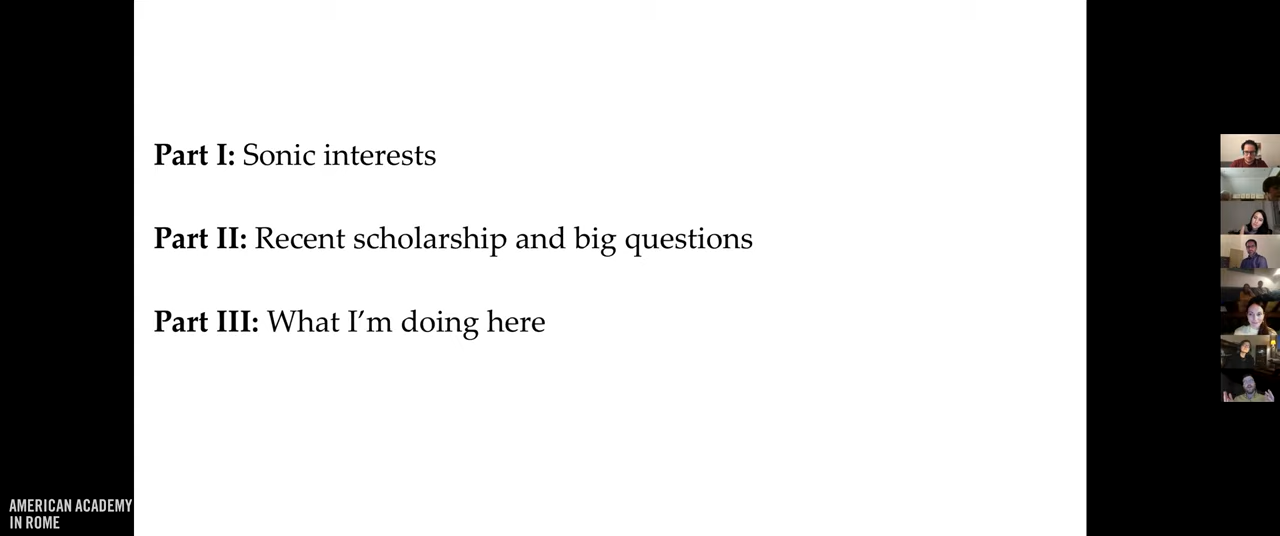 Part I: Sonic interests
Part II: Recent scholarship and big questions
Part III: What I’m doing here
AMERICAN ACADEMY
IN ROME